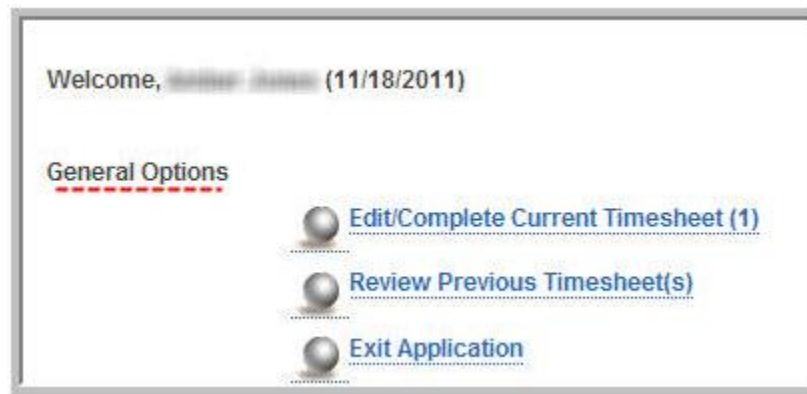 Welcome, (11/18/2011)
General Options
Edit/Complete Current Timesheet (1)
Review Previous Timesheet(s)
Exit Application